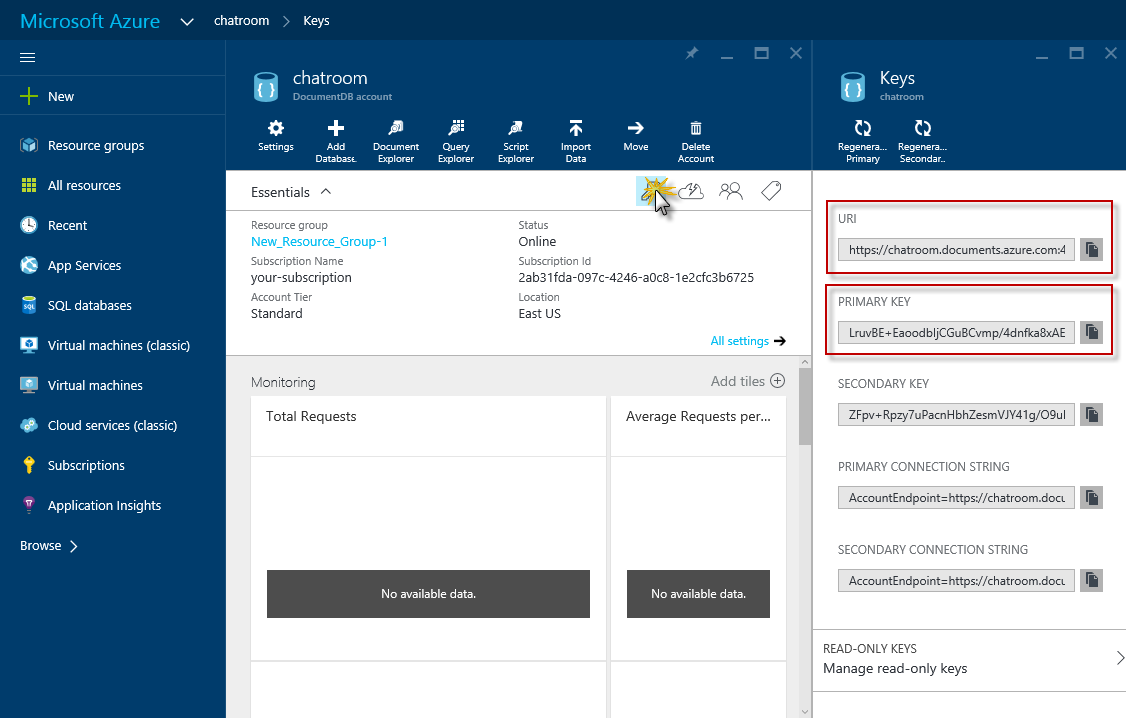 Microsoft Azure chatroom Keys
New
Resource groups
All resources
Recent
App Services
SQL databases
Virtual machines (classic)
Virtual machines
Cloud services (classic)
Subscriptions
Application Insights
Browse
chatroom
DocumentDB account
Settings
Add Databas..
Document Explorer
Query Explorer
Script Explorer
Import Data
Move
Delete Account
Essentials
Resource group
New_Resource_Group-1
Subscription Name
your-subscription
Account Tier
Standard
Status
Online
Subscription Id
2ab31fda-097c-4246-a0c8-1e2cfc3b6725
Location
East US
All settings
Monitoring
Add tiles
Total Requests
No available data.
Average Requests per...
No available data.
Keys
chatroom
Regenera... Primary
Regenera... Secondar..
URI
https://chatroom.documents.azure.com:4
PRIMARY KEY
LruvBE+EaoodbljCGuBCvmp/4dnfka8xAE
SECONDARY KEY
ZFpv+Rpzy7uPacnHbhZesmVJY41g/O9ul
PRIMARY CONNECTION STRING
AccountEndpoint=https://chatroom.docu
SECONDARY CONNECTION STRING
AccountEndpoint=https://chatroom.docu
READ-ONLY KEYS
Manage read-only keys